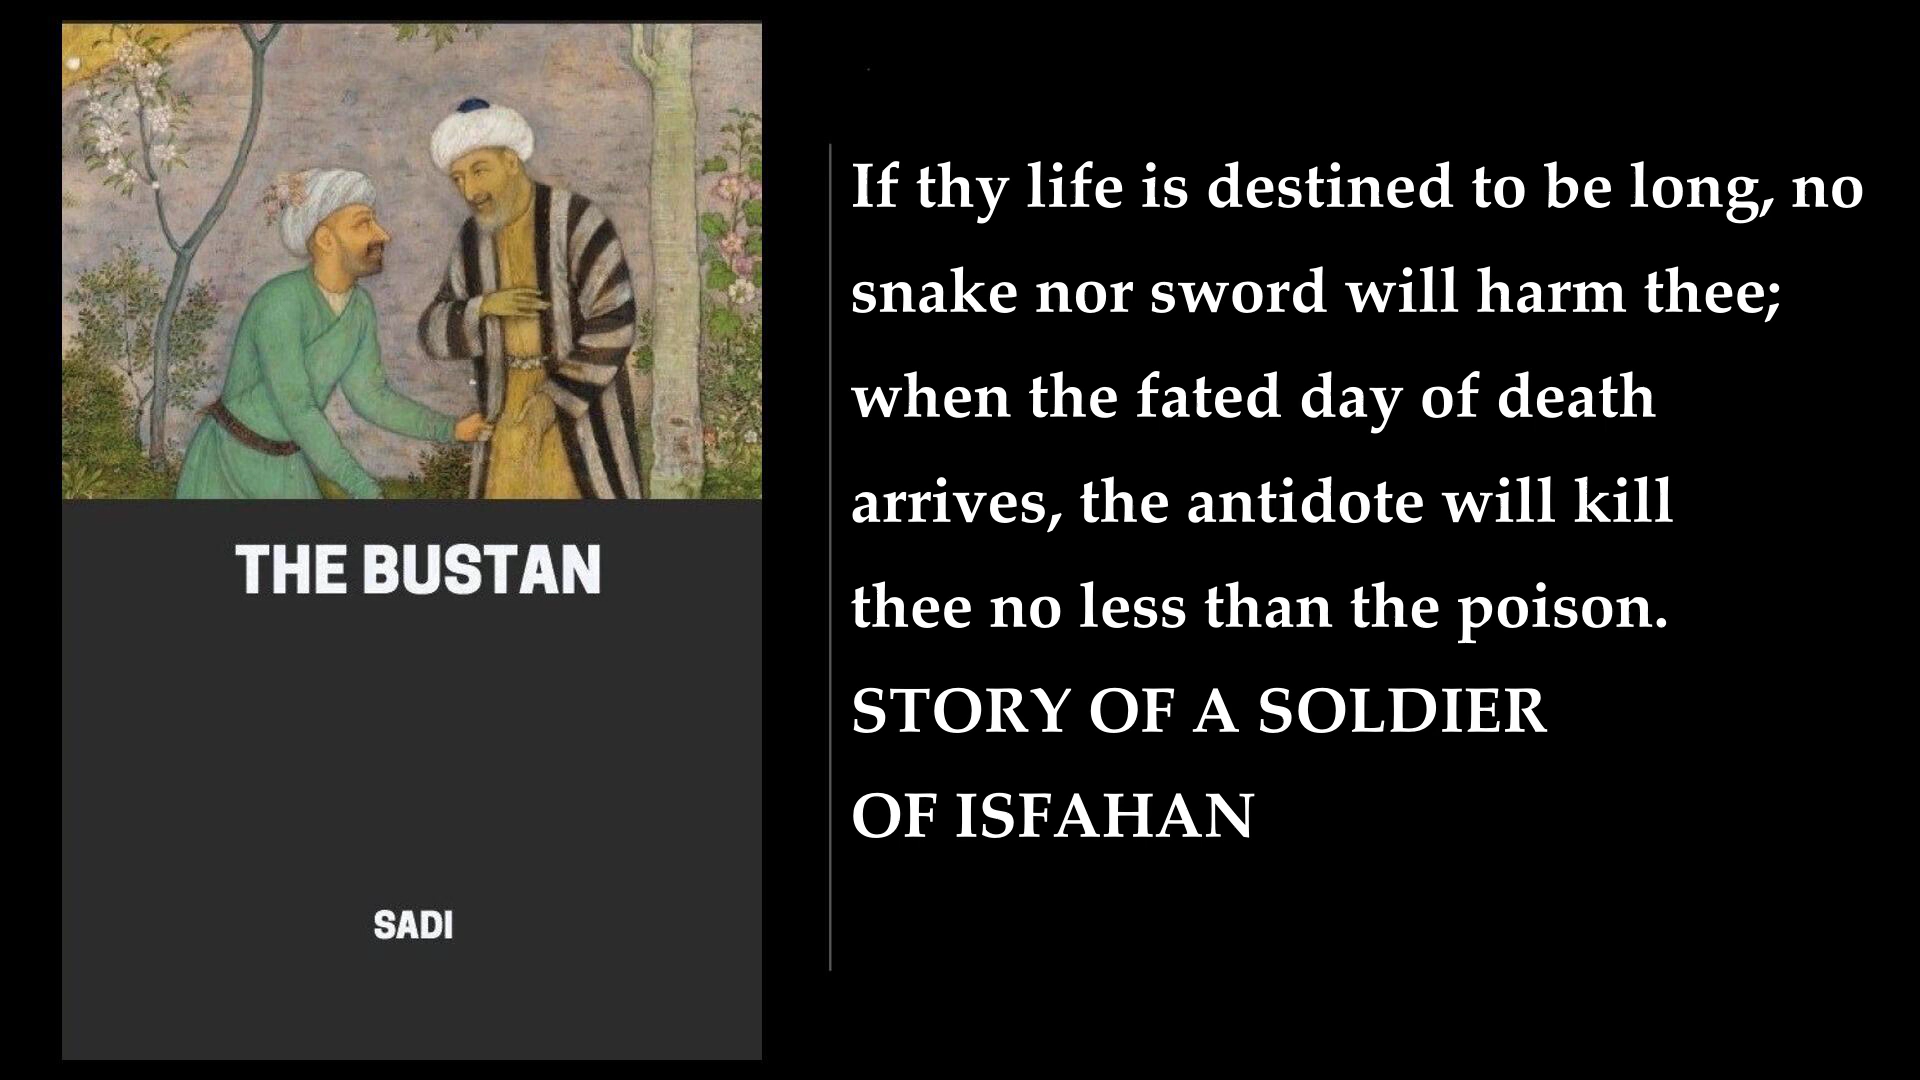 THE BUSTAN
SADI
If thy life is destined to be long, no
snake nor sword will harm thee;
when the fated day of death
arrives, the antidote will kill
thee no less than the poison.
STORY OF A SOLDIER
OF ISFAHAN